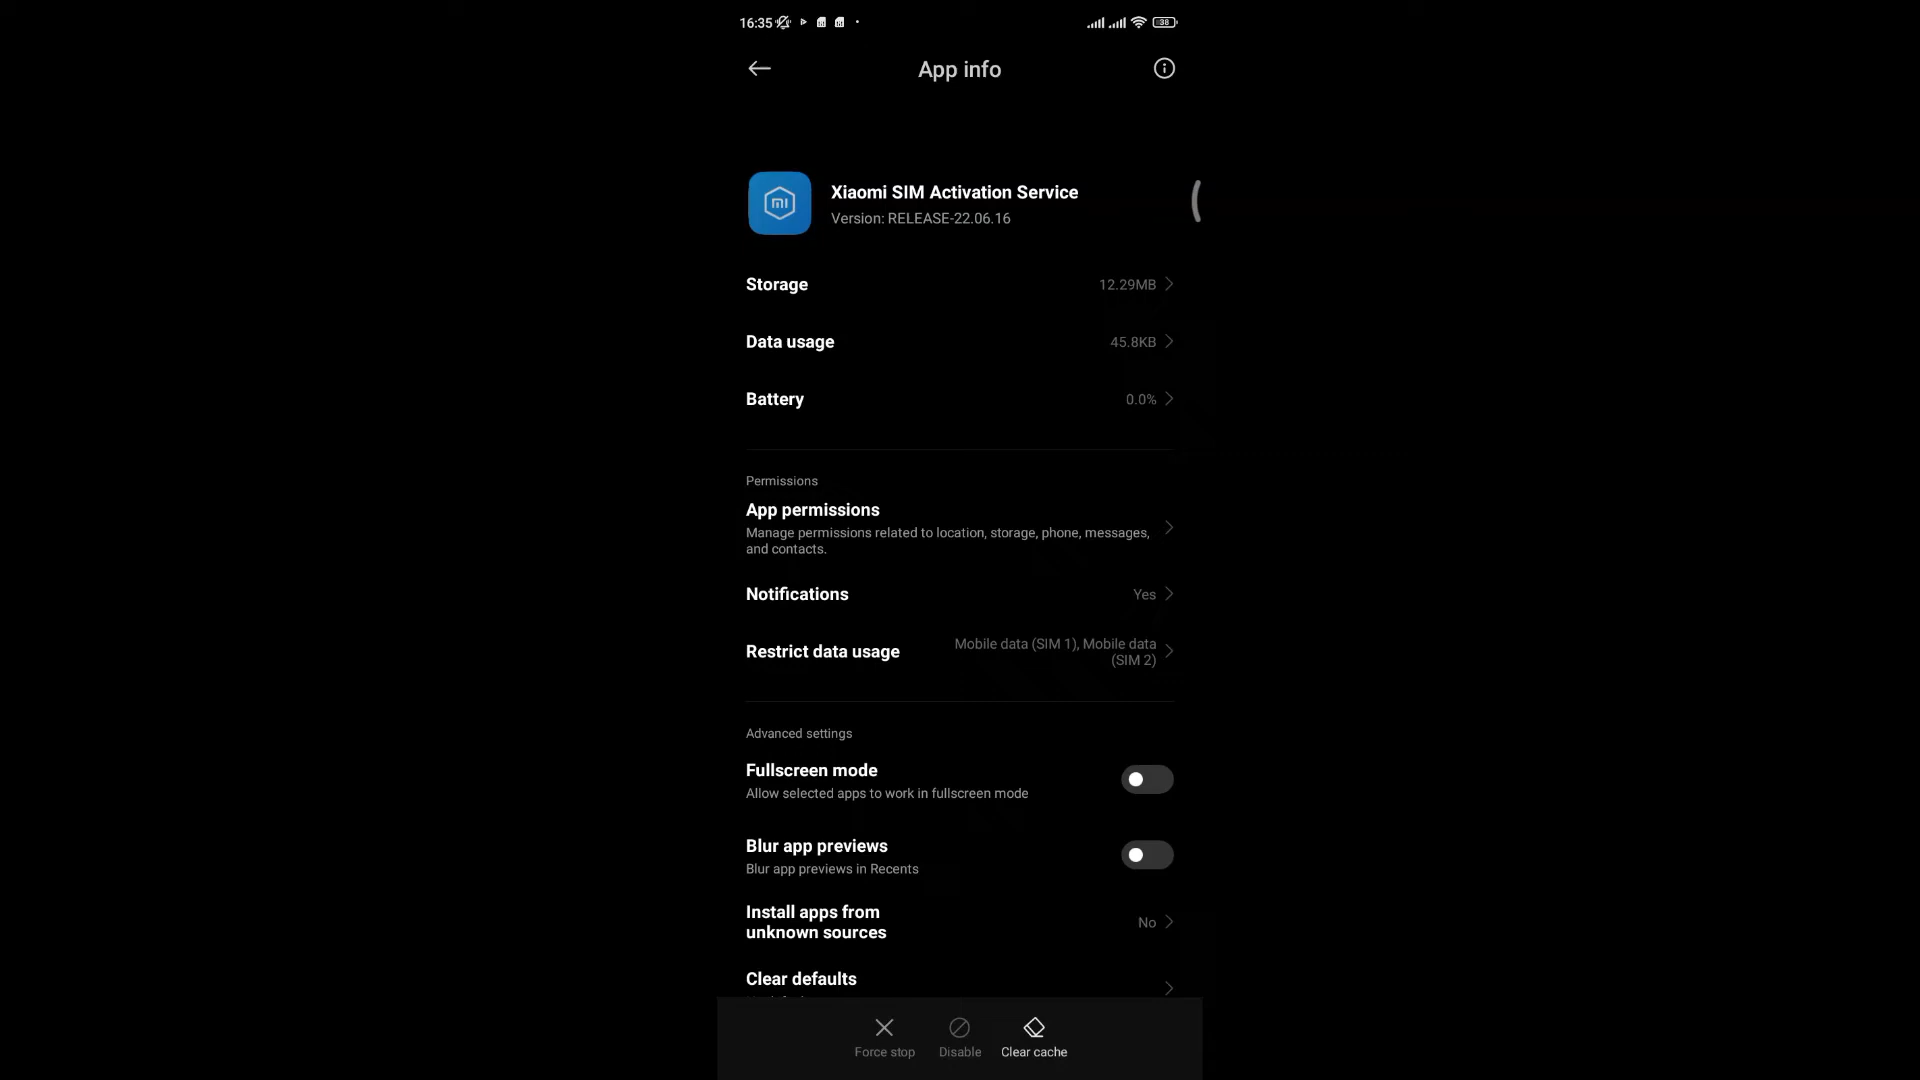 16:35
38
App info
mi
Xiaomi SIM Activation Service
Version: RELEASE-22.06.16
Storage
12.29MB
Data usage
45.8KB
Battery
0.0%
Permissions
App permissions
Manage permissions related to location, storage, phone, messages,
and contacts.
Notifications
Yes
Restrict data usage
Mobile data (SIM 1), Mobile data
(SIM 2)
Advanced settings
Fullscreen mode
Allow selected apps to work in fullscreen mode
Blur app previews
Blur app previews in Recents
Install apps from
unknown sources
No
Clear defaults
Force stop
Disable
Clear cache